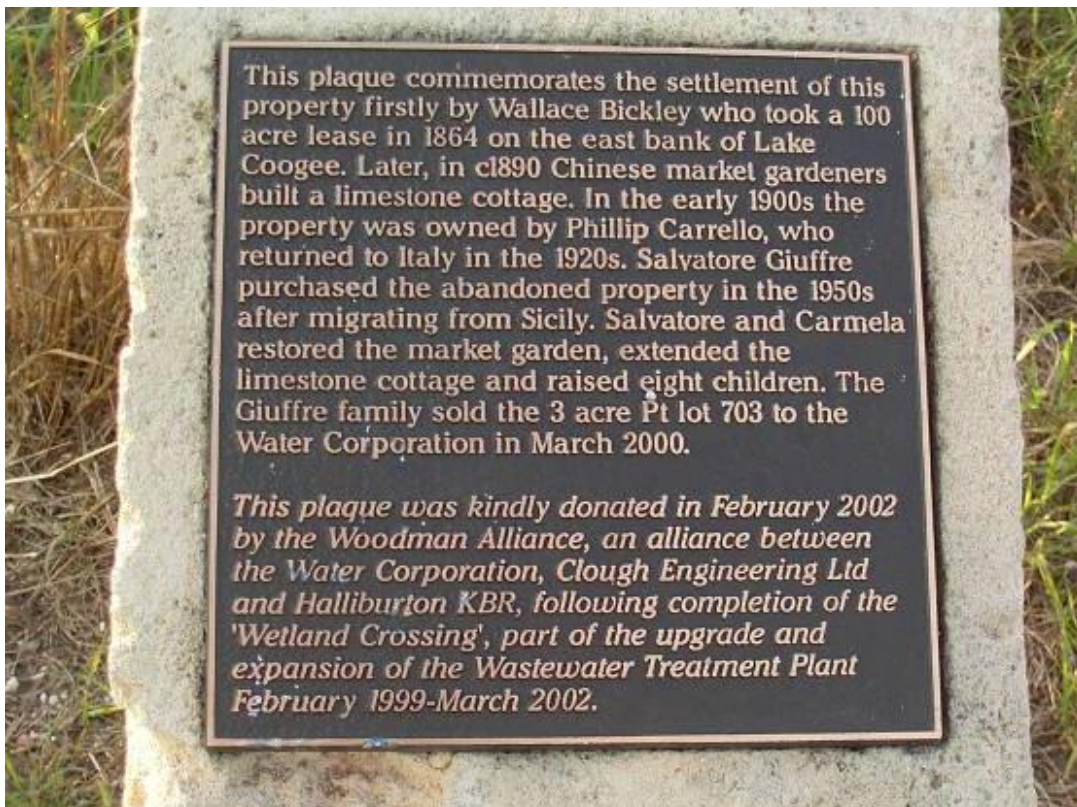 This plaque commemorates the settlement of this
property firstly by Wallace Bickley who took a 100
acre lease in 1864 on the east bank of Lake
Coogee. Later, in c1890 Chinese market gardeners
built a limestone cottage. In the early 1900s the
property was owned by Phillip Carrello, who
returned to Italy in the 1920s. Salvatore Giuffre
purchased the abandoned property in the 1950s
after migrating from Sicily. Salvatore and Carmela
restored the market garden, extended the
limestone cottage and raised eight children. The
Giuffre family sold the 3 acre Pt lot 703 to the
Water Corporation in March 2000.
This plaque was kindly donated in February 2002
by the Woodman Alliance, an alliance between
the Water Corporation, Clough Engineering Ltd
and Halliburton KBR, following completion of the
'Wetland Crossing', part of the upgrade and
expansion of the Wastewater Treatment Plant
February 1999-March 2002.